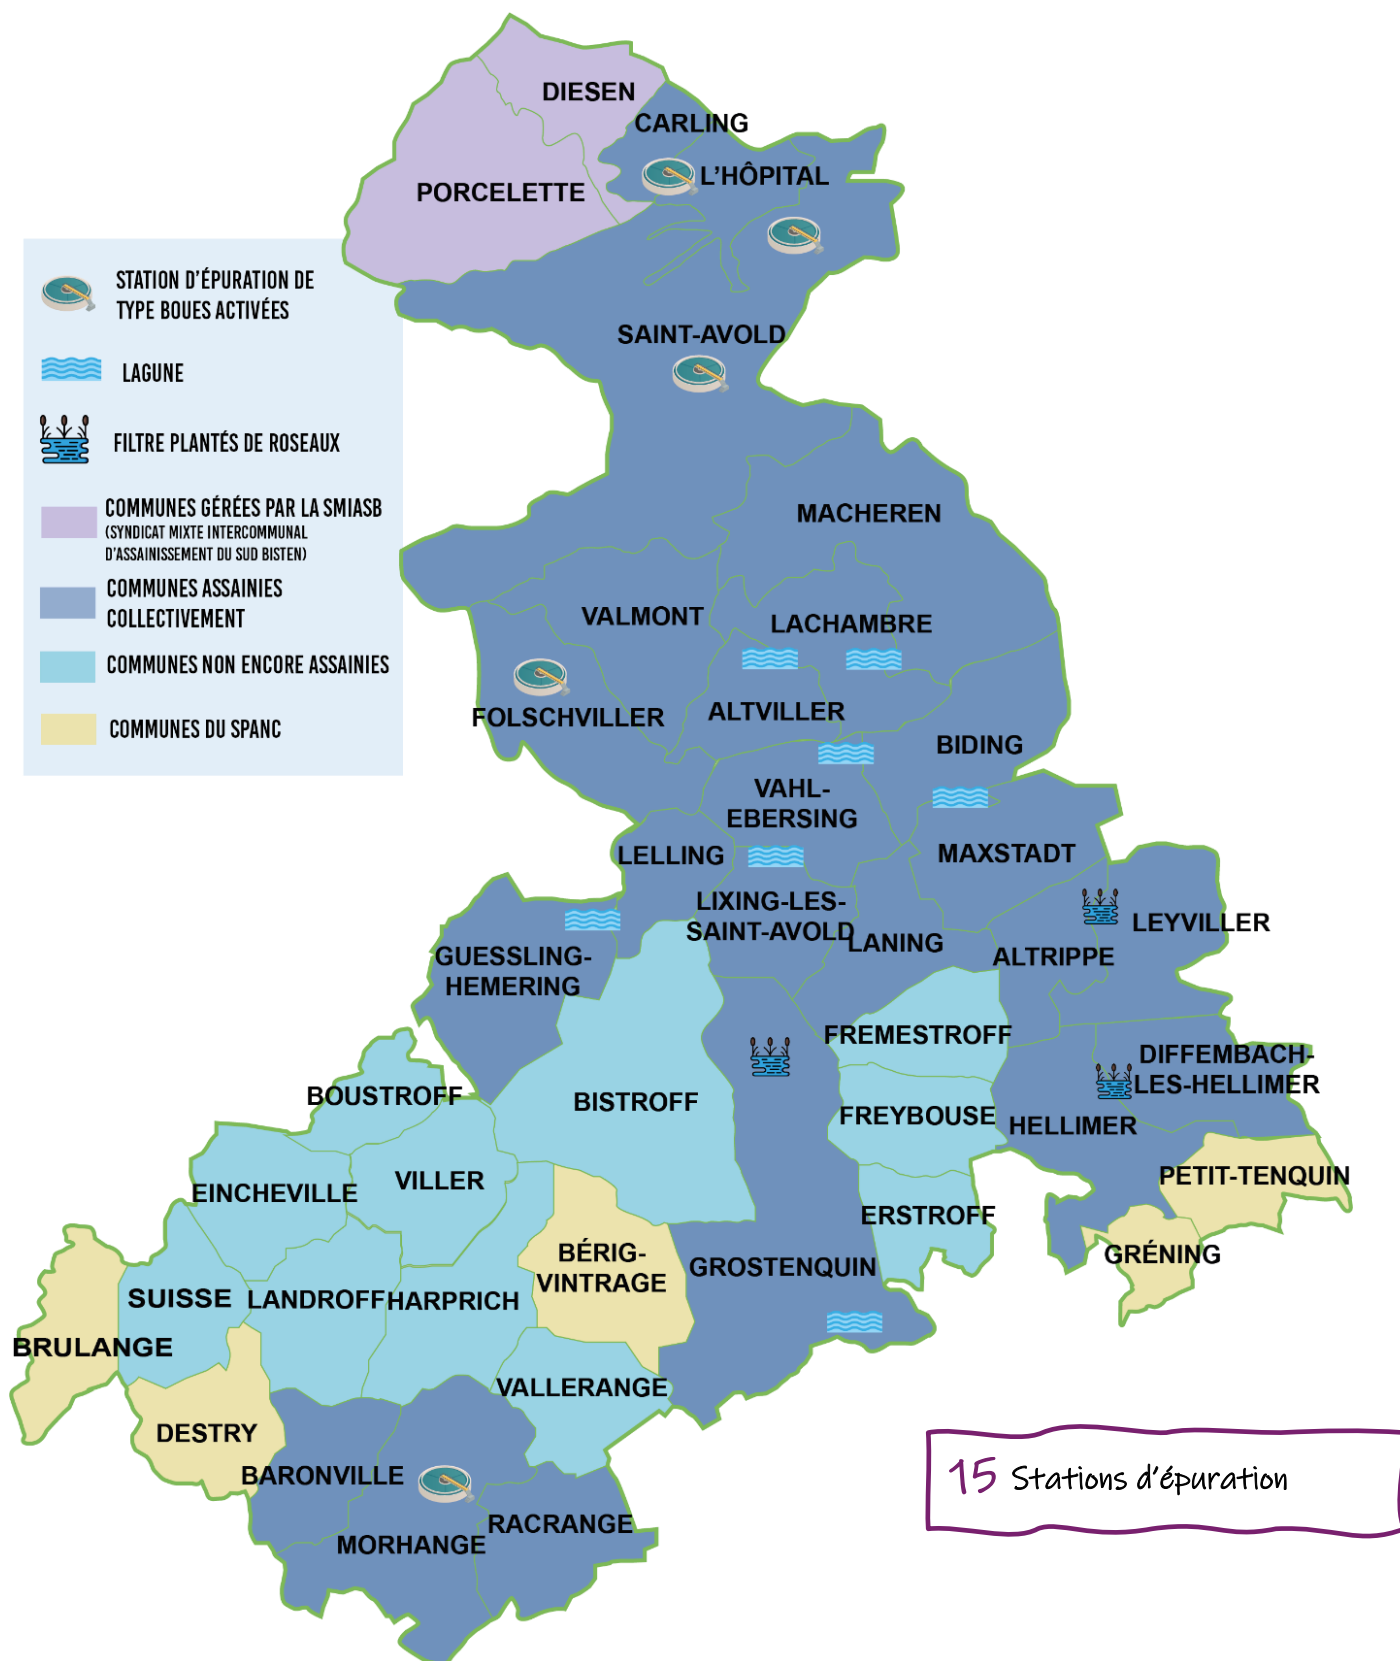 DIESEN
CARLING
L'HÔPITAL
PORCELETTE
STATION D'ÉPURATION DE
TYPE BOUES ACTIVÉES
LAGUNE
FILTRE PLANTÉS DE ROSEAUX
COMMUNES GÉRÉES PAR LA SMIASB
(SYNDICAT MIXTE INTERCOMMUNAL
D'ASSAINISSEMENT DU SUD BISTEN)
COMMUNES ASSAINIES
COLLECTIVEMENT
COMMUNES NON ENCORE ASSAINIES
COMMUNES DU SPANC
SAINT-AVOLD
MACHEREN
VALMONT
LACHAMBRE
FOLSCHVILLER
ALTVILLER
BIDING
VAHL-
EBERSING
LELLING
MAXSTADT
LIXING-LES-
SAINT-AVOLD
LANING
LEYVILLER
ALTRIPPE
GUESSLING-
HEMERING
FREMESTROFF
DIFFEMBACH-
LES-HELLIMER
BOUSTROFF
BISTROFF
FREYBOUSE
HELLIMER
EINCHEVILLE
VILLER
PETIT-TENQUIN
ERSTROFF
GRÉNING
BÉRIG-
VINTRAGE
GROSTENQUIN
SUISSE
LANDROFF
HARPRICH
BRULANGE
VALLERANGE
DESTRY
BARONVILLE
MORHANGE
RACRANGE
15 Stations d'épuration